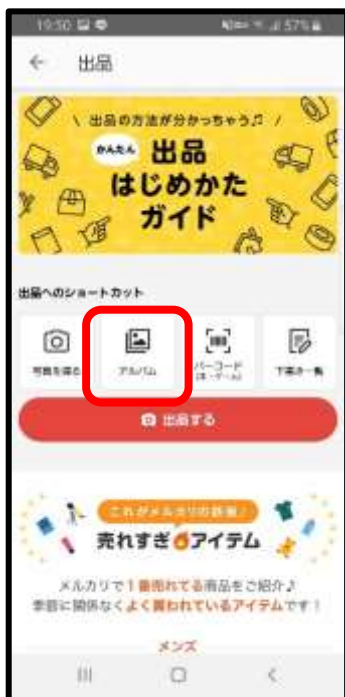 19:50
57%
出品
出品の方法が分かっちゃう♫
かんたん 出品
はじめかた
ガイド
出品へのショートカット
写真を撮る
アルバム
バーコード
(本・ゲーム)
下書き一覧
出品する
これがメルカリの鉄板!
売れすぎアイテム
メルカリで1番売れてる商品をご紹介♪
季節に関係なくよく買われているアイテムです!
メンズ